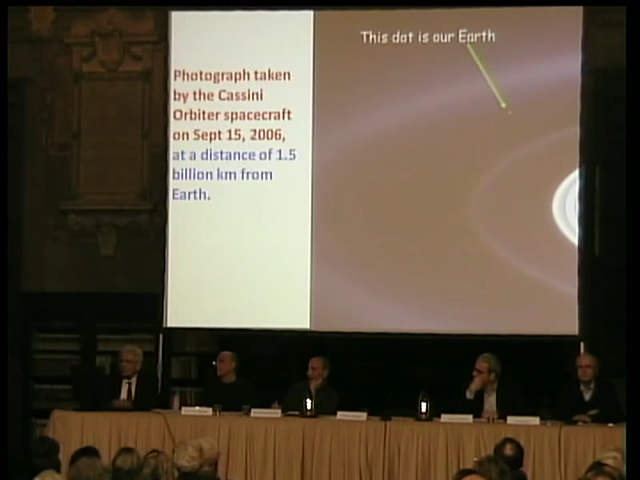 This dot is our Earth
Photograph taken
by the Cassini
Orbiter spacecraft
on Sept 15, 2006,
at a distance of 1.5
billion km from
Earth.